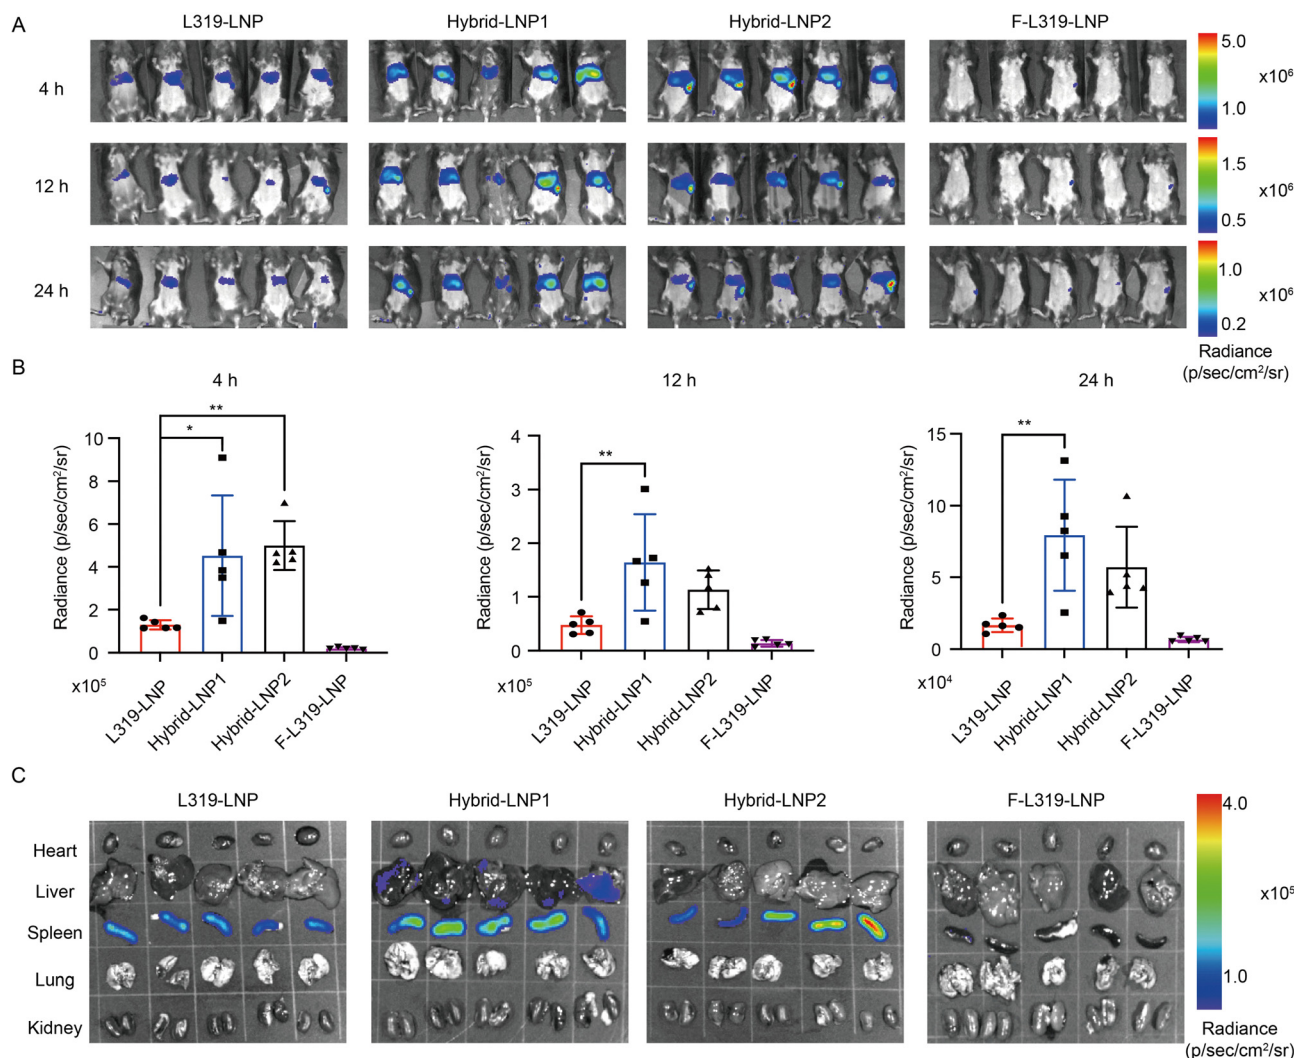 A
L319-LNP Hybrid-LNP1 Hybrid-LNP2 F-L319-LNP
4 h
5.0
1.0
x10⁶
12 h
1.5
0.5
x10⁶
24 h
1.0
0.2
x10⁶
Radiance
(p/sec/cm²/sr)
B
4 h
Radiance (p/sec/cm²/sr)
10
8
6
4
2
0
* **
x10⁵
L319-LNP Hybrid-LNP1 Hybrid-LNP2 F-L319-LNP
12 h
Radiance (p/sec/cm²/sr)
4
3
2
1
0
**
x10⁵
L319-LNP Hybrid-LNP1 Hybrid-LNP2 F-L319-LNP
24 h
Radiance (p/sec/cm²/sr)
15
10
5
0
**
x10⁴
L319-LNP Hybrid-LNP1 Hybrid-LNP2 F-L319-LNP
C
L319-LNP Hybrid-LNP1 Hybrid-LNP2 F-L319-LNP
Heart
Liver
Spleen
Lung
Kidney
4.0
x10⁵
1.0
Radiance
(p/sec/cm²/sr)